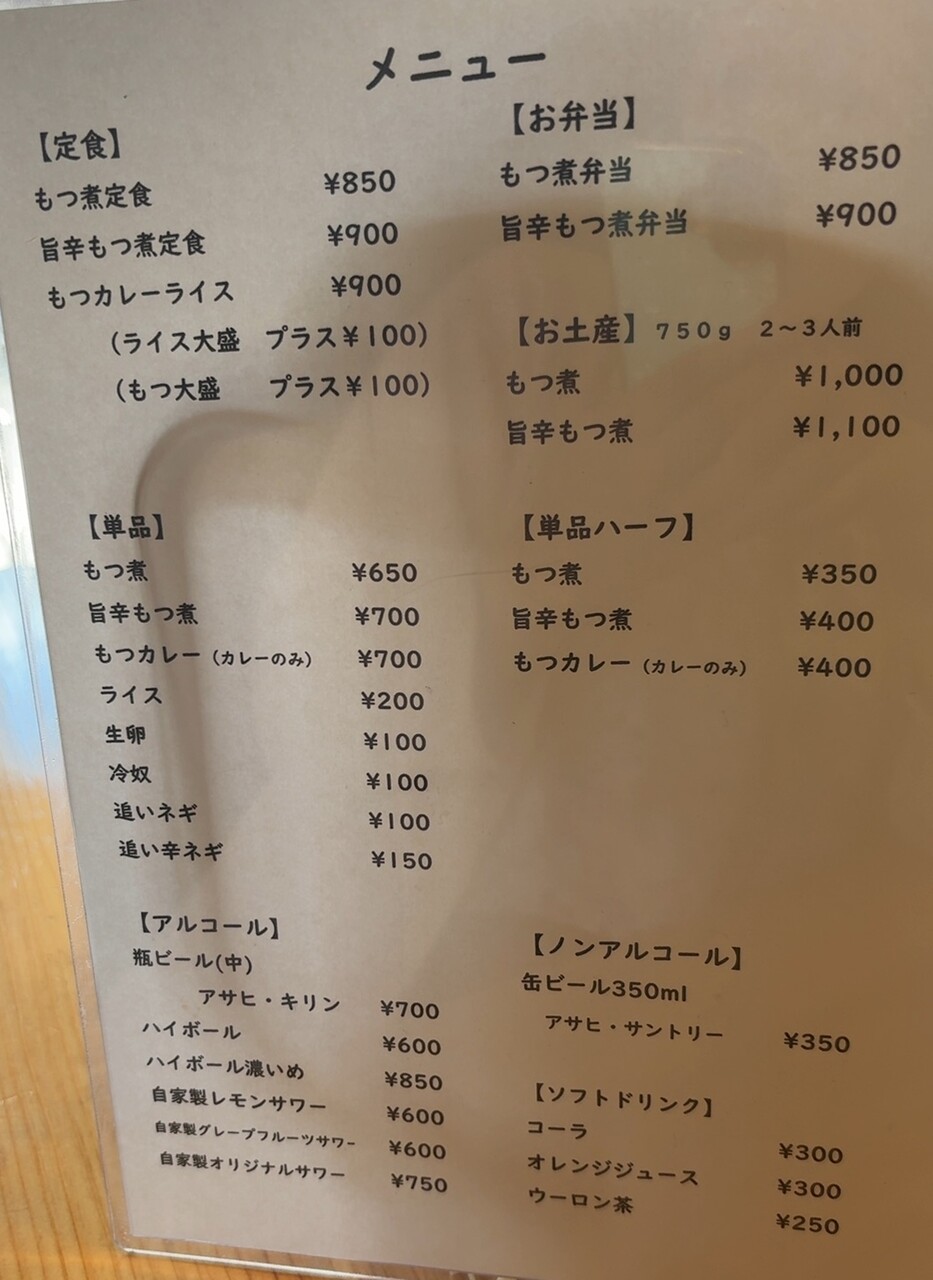 メニュー
【定食】
もつ煮定食 ¥850
旨辛もつ煮定食 ¥900
もつカレーライス ¥900
(ライス大盛 プラス¥100)
(もつ大盛 プラス¥100)
【お弁当】
もつ煮弁当 ¥850
旨辛もつ煮弁当 ¥900
【お土産】750g 2～3人前
もつ煮 ¥1,000
旨辛もつ煮 ¥1,100
【単品】
もつ煮 ¥650
旨辛もつ煮 ¥700
もつカレー(カレーのみ) ¥700
ライス ¥200
生卵 ¥100
冷奴 ¥100
追いネギ ¥100
追い辛ネギ ¥150
【単品ハーフ】
もつ煮 ¥350
旨辛もつ煮 ¥400
もつカレー(カレーのみ) ¥400
【アルコール】
瓶ビール(中)
アサヒ・キリン ¥700
ハイボール ¥600
ハイボール濃いめ ¥850
自家製レモンサワー ¥600
自家製グレープフルーツサワー ¥600
自家製オリジナルサワー ¥750
【ノンアルコール】
缶ビール350ml
アサヒ・サントリー ¥350
【ソフトドリンク】
コーラ ¥300
オレンジジュース ¥300
ウーロン茶 ¥250